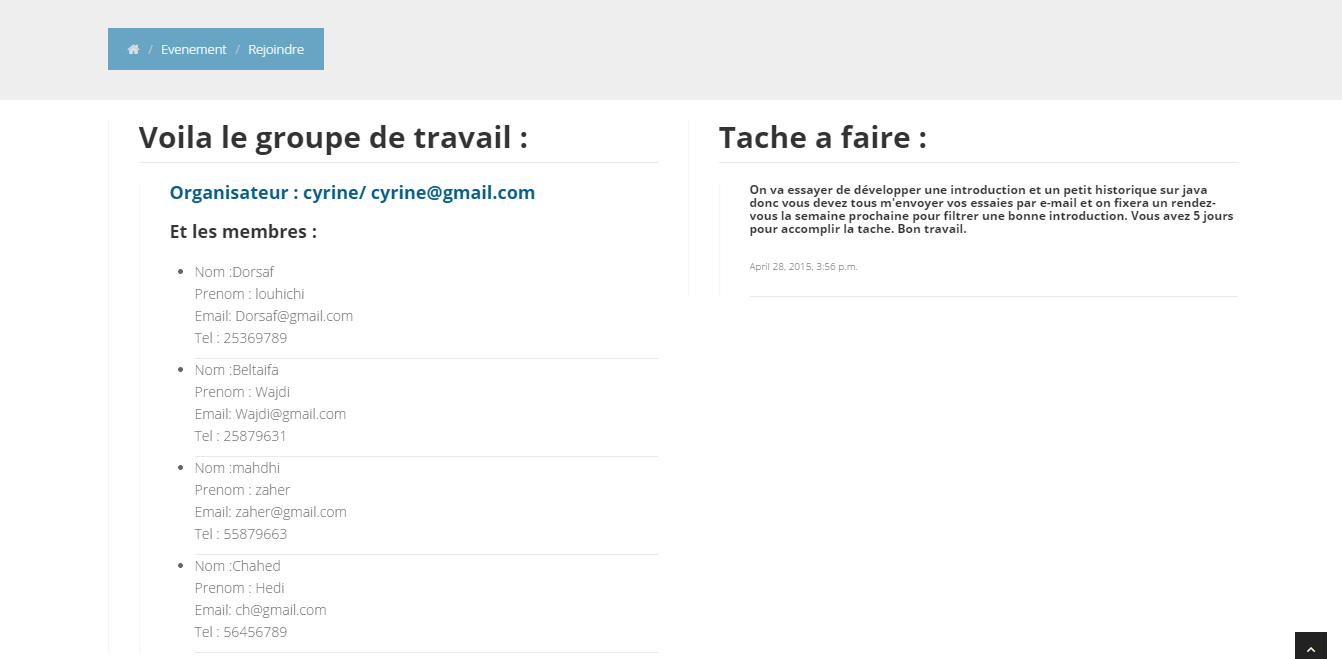 / Evenement / Rejoindre
Voila le groupe de travail :
Organisateur : cyrine/ cyrine@gmail.com
Et les membres :
Nom :Dorsaf
Prenom : louhichi
Email: Dorsaf@gmail.com
Tel : 25369789
Nom :Beltaifa
Prenom : Wajdi
Email: Wajdi@gmail.com
Tel : 25879631
Nom :mahdhi
Prenom : zaher
Email: zaher@gmail.com
Tel : 55879663
Nom :Chahed
Prenom : Hedi
Email: ch@gmail.com
Tel : 56456789
Tache a faire :
On va essayer de développer une introduction et un petit historique sur java
donc vous devez tous m'envoyer vos essaies par e-mail et on fixera un rendez-
vous la semaine prochaine pour filtrer une bonne introduction. Vous avez 5 jours
pour accomplir la tache. Bon travail.
April 28, 2015, 3:56 p.m.